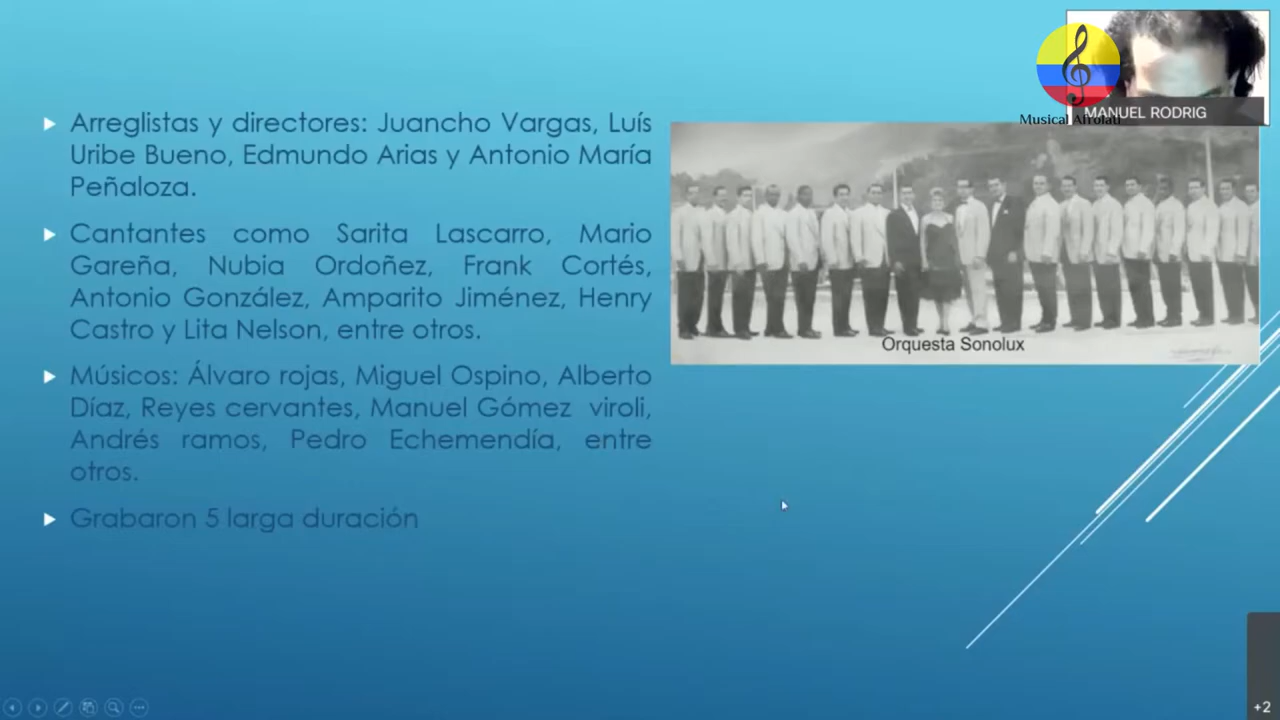 Arreglistas y directores: Juancho Vargas, Luís
Uribe Bueno, Edmundo Arias y Antonio María
Peñaloza.
Cantantes como Sarita Lascarro, Mario
Gareña, Nubia Ordoñez, Frank Cortés,
Antonio González, Amparito Jiménez, Henry
Castro y Lita Nelson, entre otros.
Músicos: Álvaro rojas, Miguel Ospino, Alberto
Díaz, Reyes cervantes, Manuel Gómez viroli,
Andrés ramos, Pedro Echemendía, entre
otros.
Grabaron 5 larga duración
MANUEL RODRIG
Musical Afrolati
Orquesta Sonolux
+2